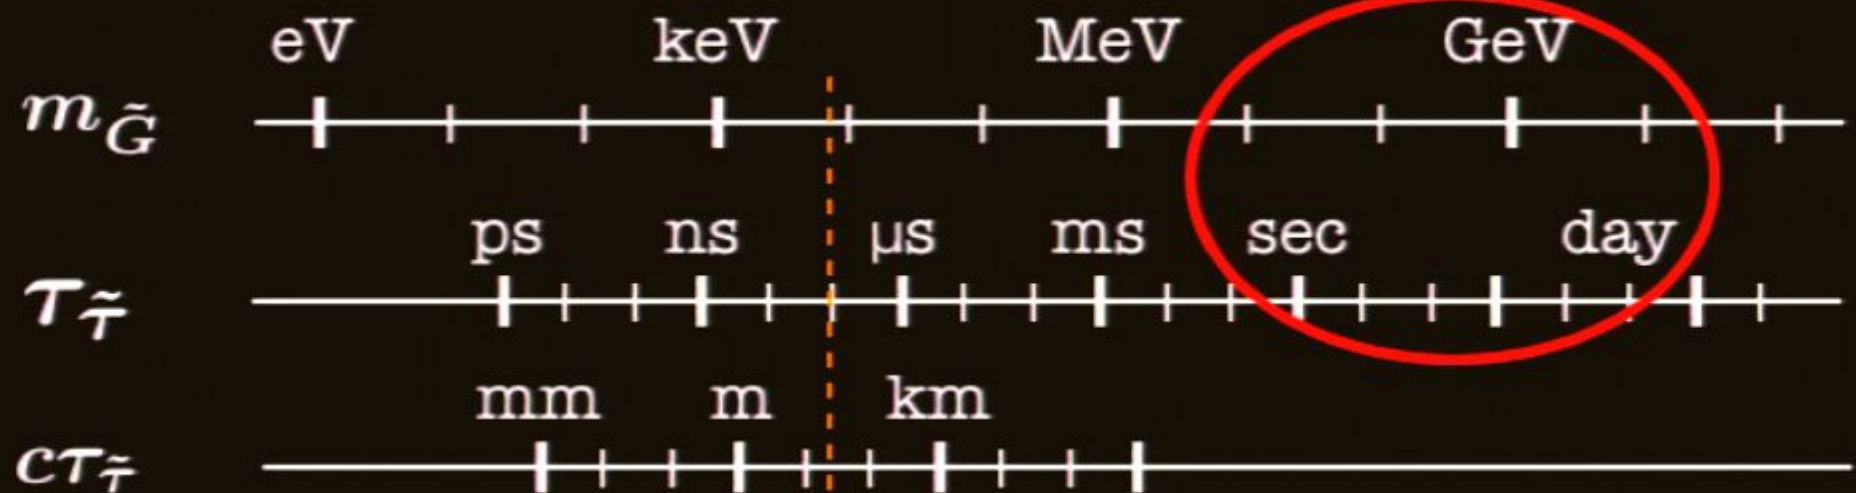 eV keV MeV GeV
m_G̃
ps ns µs ms sec day
τ_τ̃
mm m km
cτ_τ̃